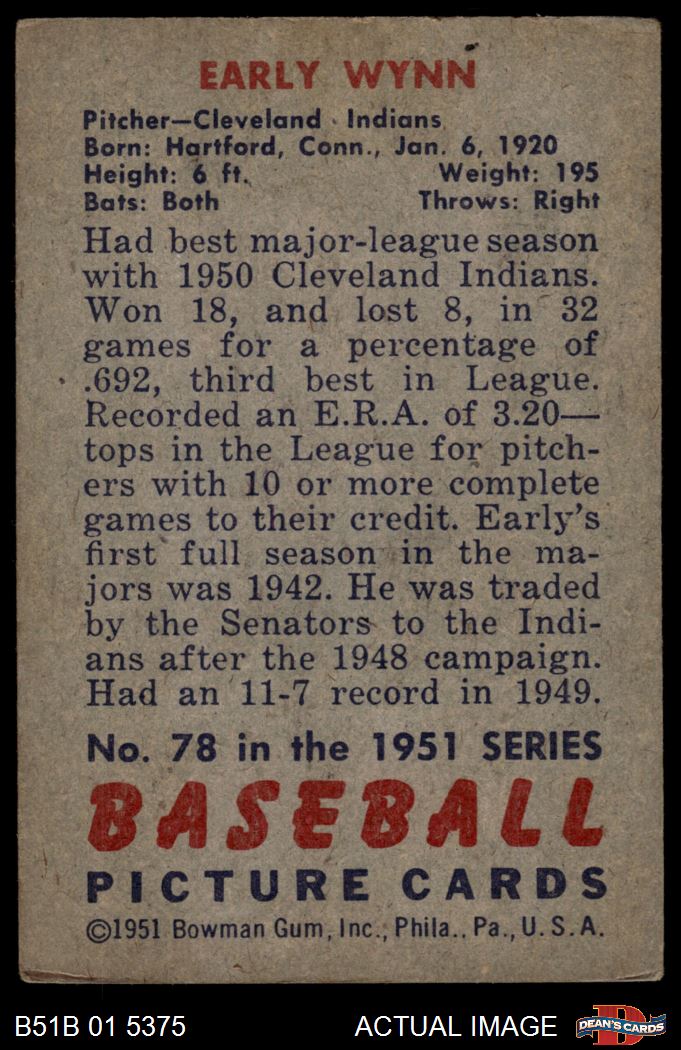 EARLY WYNN
Pitcher—Cleveland Indians
Born: Hartford, Conn., Jan. 6, 1920
Height: 6 ft. Weight: 195
Bats: Both Throws: Right
Had best major-league season
with 1950 Cleveland Indians.
Won 18, and lost 8, in 32
games for a percentage of
.692, third best in League.
Recorded an E.R.A. of 3.20—
tops in the League for pitch-
ers with 10 or more complete
games to their credit. Early's
first full season in the ma-
jors was 1942. He was traded
by the Senators to the Indi-
ans after the 1948 campaign.
Had an 11-7 record in 1949.
No. 78 in the 1951 SERIES
BASEBALL
PICTURE CARDS
©1951 Bowman Gum, Inc., Phila., Pa., U.S.A.
B51B 01 5375 ACTUAL IMAGE
D
DEAN'S CARDS